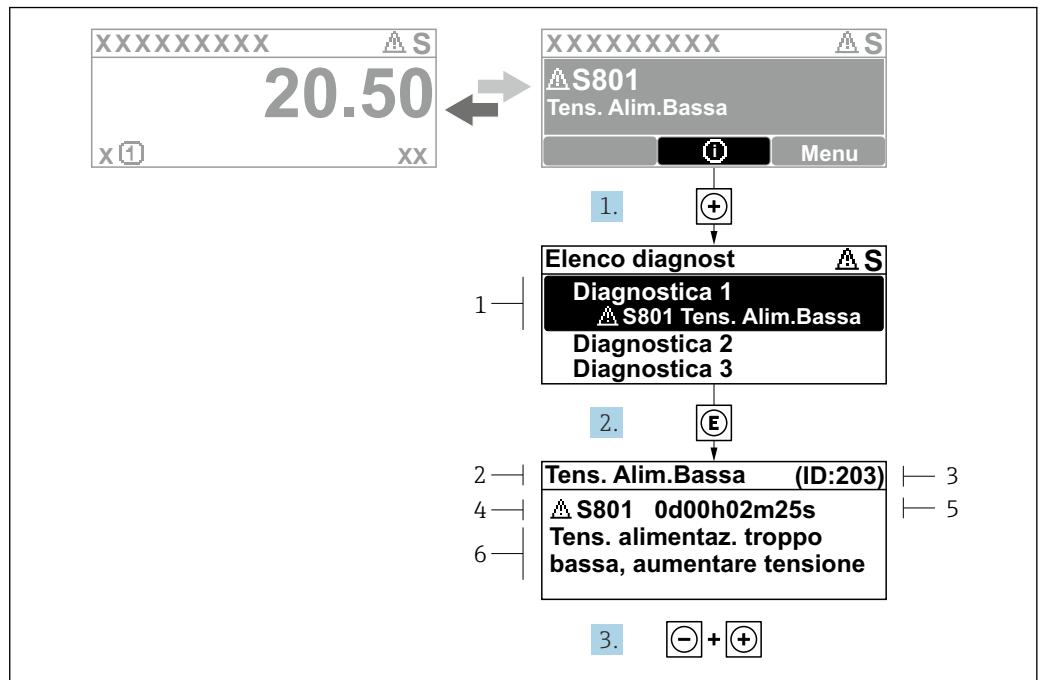 XXXXXXXXX ⚠ S
20.50
x ① xx
XXXXXXXXX ⚠ S
⚠ S801
Tens. Alim.Bassa
ⓘ Menu
1. +
Elenco diagnost ⚠ S
1
Diagnostica 1
⚠ S801 Tens. Alim.Bassa
Diagnostica 2
Diagnostica 3
2. E
2 Tens. Alim.Bassa (ID:203) 3
4 ⚠ S801 0d00h02m25s 5
6
Tens. alimentaz. troppo
bassa, aumentare tensione
3. - + +